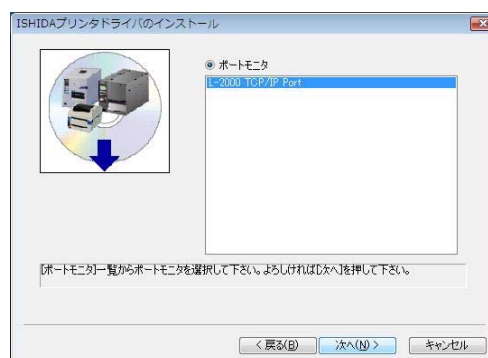 ISHIDAプリンタドライバのインストール
ポートモニタ
L-2000 TCP/IP Port
[ポートモニタ]一覧からポートモニタを選択して下さい。よろしければ[次へ]を押して下さい。
< 戻る(B)
次へ(N) >
キャンセル